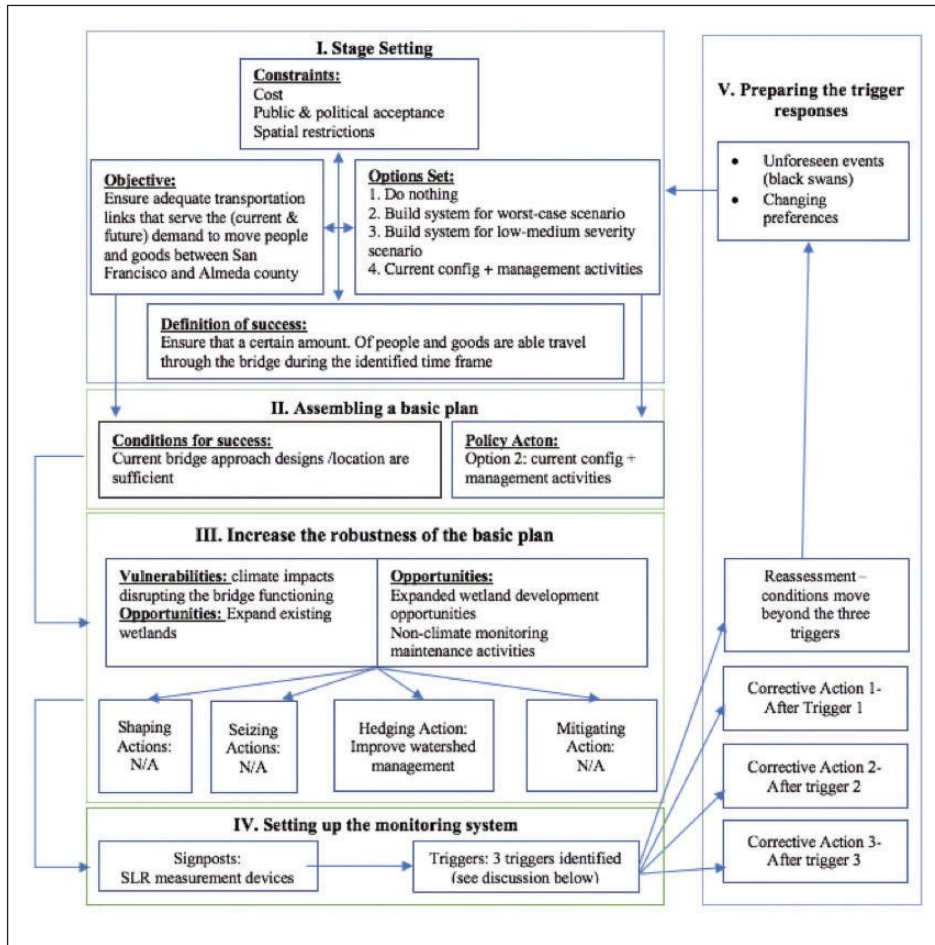 I. Stage Setting
Constraints:
Cost
Public & political acceptance
Spatial restrictions
Objective:
Ensure adequate transportation
links that serve the (current &
future) demand to move people
and goods between San
Francisco and Almeda county
Options Set:
1. Do nothing
2. Build system for worst-case scenario
3. Build system for low-medium severity
scenario
4. Current config + management activities
Definition of success:
Ensure that a certain amount. Of people and goods are able travel
through the bridge during the identified time frame
II. Assembling a basic plan
Conditions for success:
Current bridge approach designs /location are
sufficient
Policy Acton:
Option 2: current config +
management activities
III. Increase the robustness of the basic plan
Vulnerabilities: climate impacts
disrupting the bridge functioning
Opportunities: Expand existing
wetlands
Opportunities:
Expanded wetland development
opportunities
Non-climate monitoring
maintenance activities
Shaping
Actions:
N/A
Seizing
Actions:
N/A
Hedging Action:
Improve watershed
management
Mitigating
Action:
N/A
IV. Setting up the monitoring system
Signposts:
SLR measurement devices
Triggers: 3 triggers identified
(see discussion below)
V. Preparing the trigger
responses
• Unforeseen events
(black swans)
• Changing
preferences
Reassessment –
conditions move
beyond the three
triggers
Corrective Action 1-
After Trigger 1
Corrective Action 2-
After trigger 2
Corrective Action 3-
After trigger 3